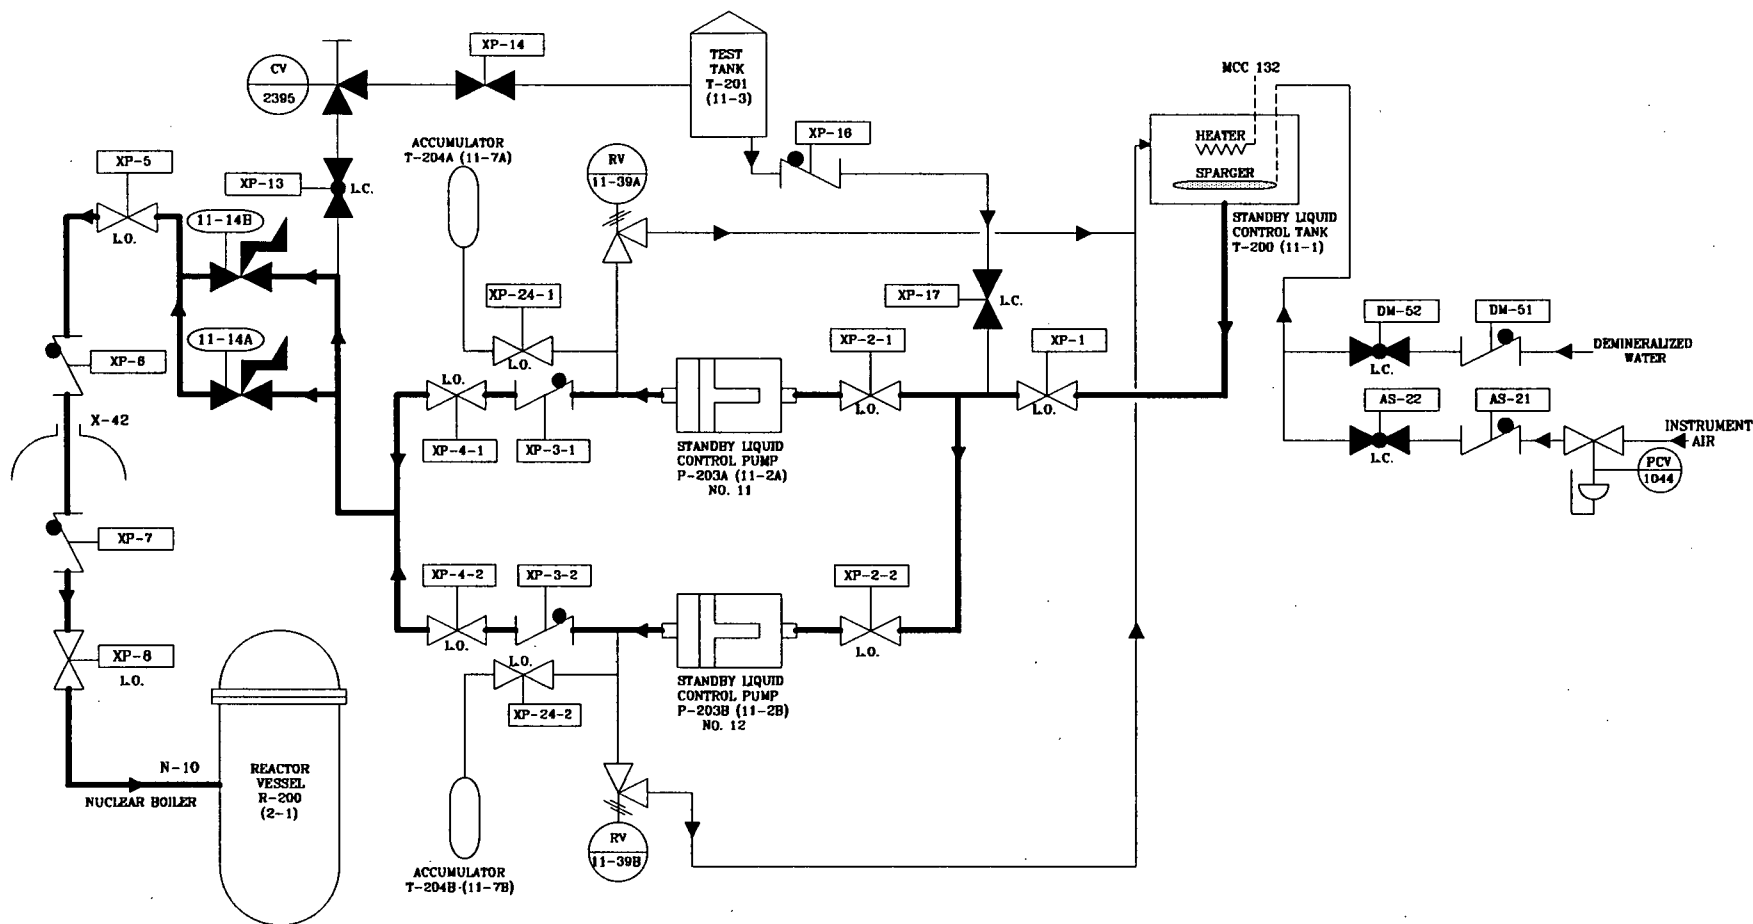 XP-14
TEST
TANK
T-201
(11-3)
MCC 132
CV
2395
XP-16
HEATER
SPARGER
ACCUMULATOR
T-204A (11-7A)
RV
11-39A
XP-5
L.O.
XP-13
L.C.
11-14B
STANDBY LIQUID
CONTROL TANK
T-200 (11-1)
XP-24-1
L.O.
XP-17
L.C.
DM-52
L.C.
DM-51
DEMINERALIZED
WATER
11-14A
XP-6
XP-2-1
L.O.
XP-1
L.O.
L.O.
XP-4-1
XP-3-1
AS-22
L.C.
AS-21
INSTRUMENT
AIR
PCV
1044
X-42
STANDBY LIQUID
CONTROL PUMP
P-203A (11-2A)
NO. 11
XP-7
XP-4-2
L.O.
XP-3-2
XP-2-2
L.O.
XP-8
L.O.
L.O.
XP-24-2
STANDBY LIQUID
CONTROL PUMP
P-203B (11-2B)
NO. 12
N-10
NUCLEAR BOILER
REACTOR
VESSEL
R-200
(2-1)
RV
11-39B
ACCUMULATOR
T-204B (11-7B)